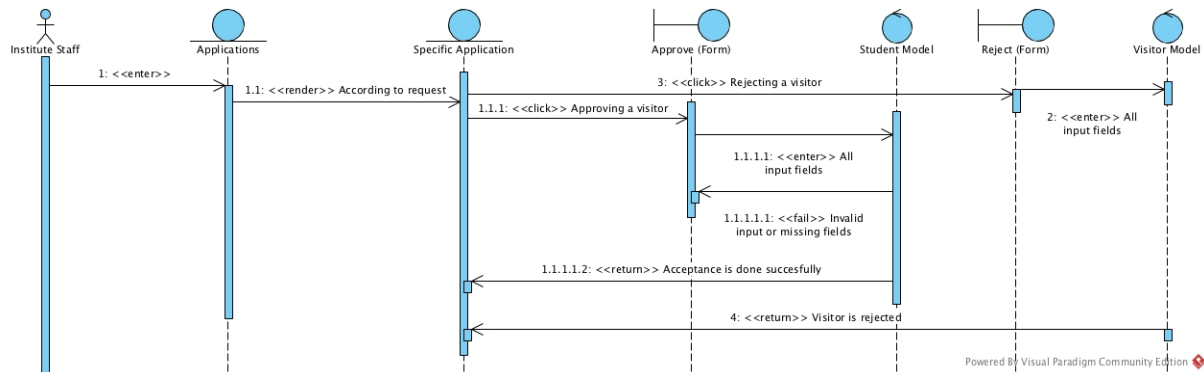 Institute Staff
Applications
Specific Application
Approve (Form)
Student Model
Reject (Form)
Visitor Model
1: <<enter>>
1.1: <<render>> According to request
3: <<click>> Rejecting a visitor
1.1.1: <<click>> Approving a visitor
2: <<enter>> All
input fields
1.1.1.1: <<enter>> All
input fields
1.1.1.1.1: <<fail>> Invalid
input or missing fields
1.1.1.1.2: <<return>> Acceptance is done succesfully
4: <<return>> Visitor is rejected
Powered By Visual Paradigm Community Edition